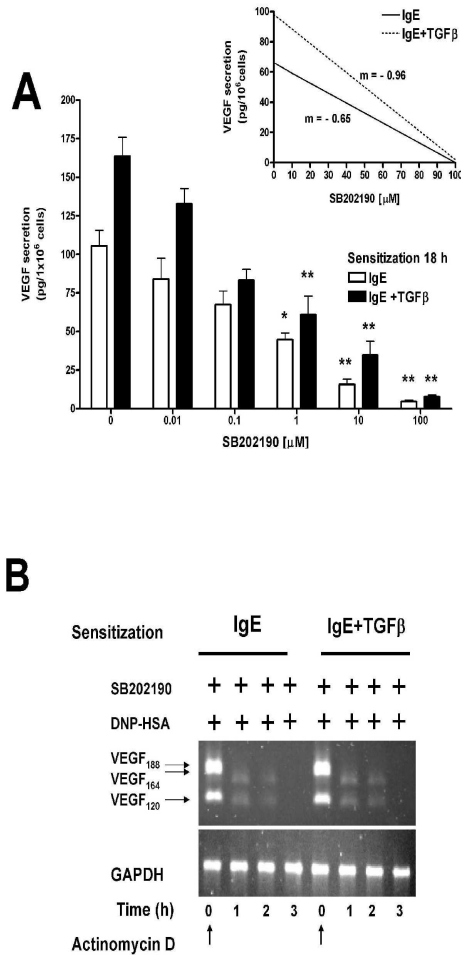 A
IgE
IgE+TGFβ
VEGF secretion
(pg/10⁶cells)
100
80
60
40
20
0
m = - 0.96
m = - 0.65
0 10 20 30 40 50 60 70 80 90 100
SB202190 [µM]
VEGF secretion
(pg/1x10⁶ cells)
200
175
150
125
100
75
50
25
0
Sensitization 18 h
IgE
IgE +TGFβ
* **
** **
** **
0 0.01 0.1 1 10 100
SB202190 [µM]
B
Sensitization IgE IgE+TGFβ
SB202190 + + + + + + + +
DNP-HSA + + + + + + + +
VEGF₁₈₈
VEGF₁₆₄
VEGF₁₂₀
GAPDH
Time (h) 0 1 2 3 0 1 2 3
Actinomycin D